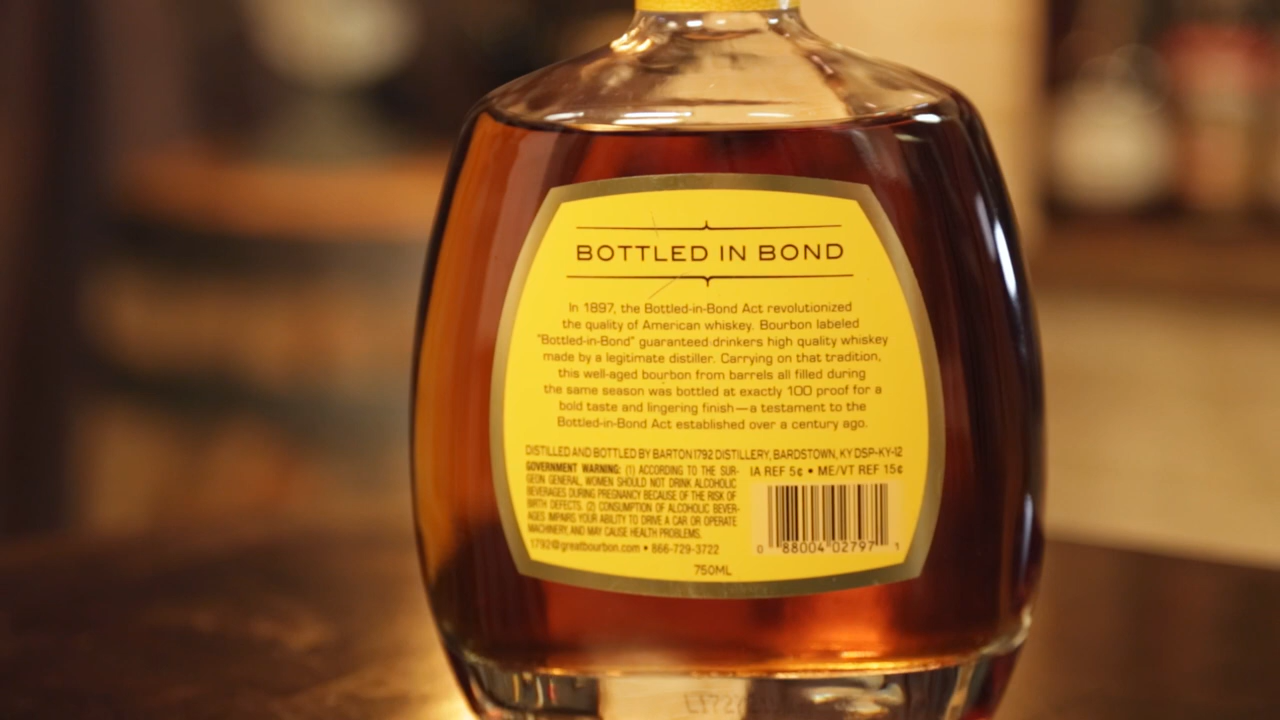 BOTTLED IN BOND
In 1897, the Bottled-in-Bond Act revolutionized
the quality of American whiskey. Bourbon labeled
"Bottled-in-Bond" guaranteed drinkers high quality whiskey
made by a legitimate distiller. Carrying on that tradition,
this well-aged bourbon from barrels all filled during
the same season was bottled at exactly 100 proof for a
bold taste and lingering finish—a testament to the
Bottled-in-Bond Act established over a century ago.
DISTILLED AND BOTTLED BY BARTON 1792 DISTILLERY, BARDSTOWN, KY DSP-KY-12
GOVERNMENT WARNING: (1) ACCORDING TO THE SUR-
GEON GENERAL, WOMEN SHOULD NOT DRINK ALCOHOLIC
BEVERAGES DURING PREGNANCY BECAUSE OF THE RISK OF
BIRTH DEFECTS. (2) CONSUMPTION OF ALCOHOLIC BEVER-
AGES IMPAIRS YOUR ABILITY TO DRIVE A CAR OR OPERATE
MACHINERY, AND MAY CAUSE HEALTH PROBLEMS.
1792@greatbourbon.com • 866-729-3722
IA REF 5¢ • ME/VT REF 15¢
0 88004 02797 1
750ML